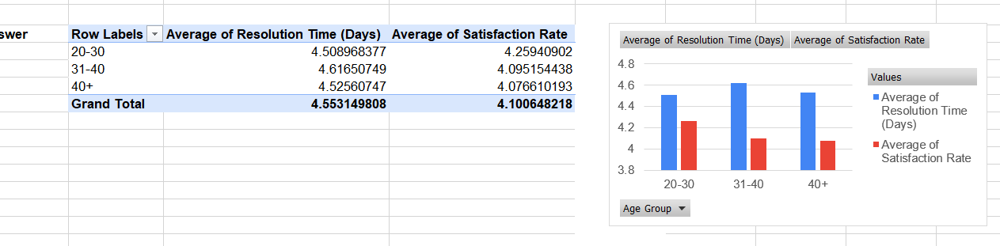 swer
Row Labels Average of Resolution Time (Days) Average of Satisfaction Rate
20-30 4.508968377 4.25940902
31-40 4.61650749 4.095154438
40+ 4.52560747 4.076610193
Grand Total 4.553149808 4.100648218
Average of Resolution Time (Days) Average of Satisfaction Rate
4.8
4.6
4.4
4.2
4
3.8
20-30 31-40 40+
Values
Average of
Resolution Time
(Days)
Average of
Satisfaction Rate
Age Group